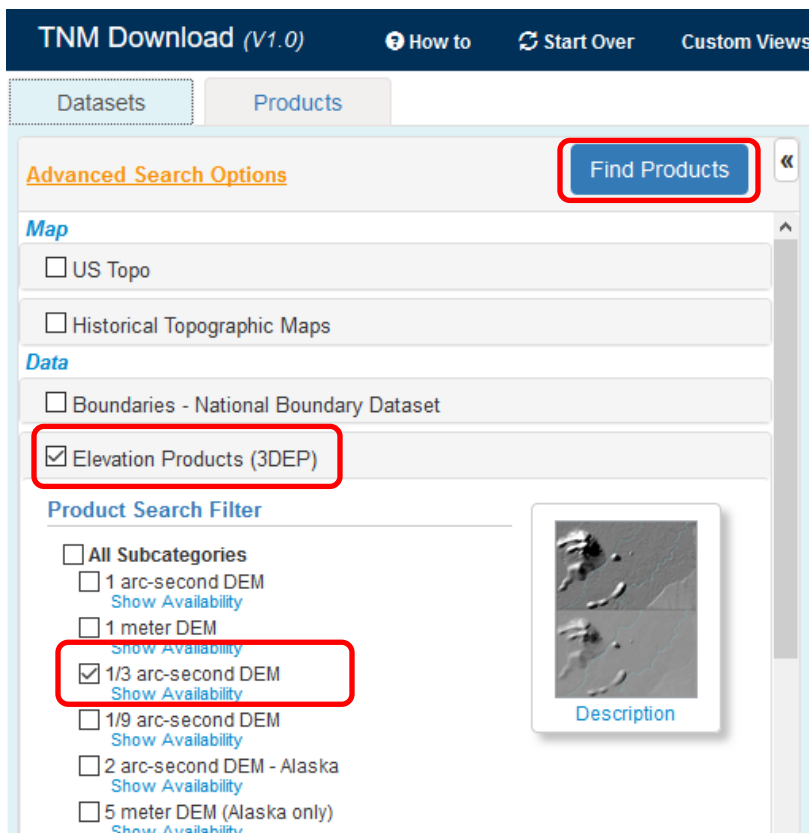 TNM Download (V1.0) How to Start Over Custom Views
Datasets Products
Advanced Search Options Find Products «
Map
US Topo
Historical Topographic Maps
Data
Boundaries - National Boundary Dataset
Elevation Products (3DEP)
Product Search Filter
All Subcategories
1 arc-second DEM
Show Availability
1 meter DEM
Show Availability
1/3 arc-second DEM
Show Availability
1/9 arc-second DEM
Show Availability
Description
2 arc-second DEM - Alaska
Show Availability
5 meter DEM (Alaska only)
Show Availability